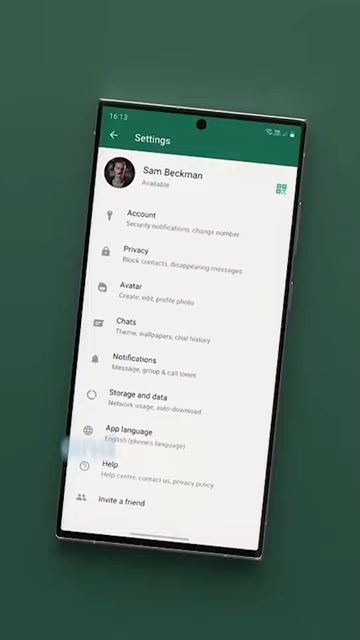 16:13
Settings
Sam Beckman
Available
Account
Security notifications, change number
Privacy
Block contacts, disappearing messages
Avatar
Create, edit, profile photo
Chats
Theme, wallpapers, chat history
Notifications
Message, group & call tones
Storage and data
Network usage, auto-download
App language
English (phone's language)
Help
Help centre, contact us, privacy policy
Invite a friend